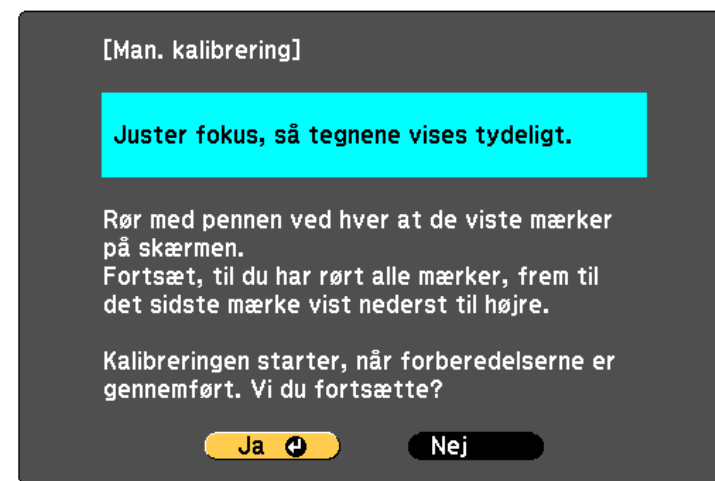 [Man. kalibrering]
Juster fokus, så tegnene vises tydeligt.
Rør med pennen ved hver at de viste mærker
på skærmen.
Fortsæt, til du har rørt alle mærker, frem til
det sidste mærke vist nederst til højre.
Kalibreringen starter, når forberedelserne er
gennemført. Vi du fortsætte?
Ja
Nej